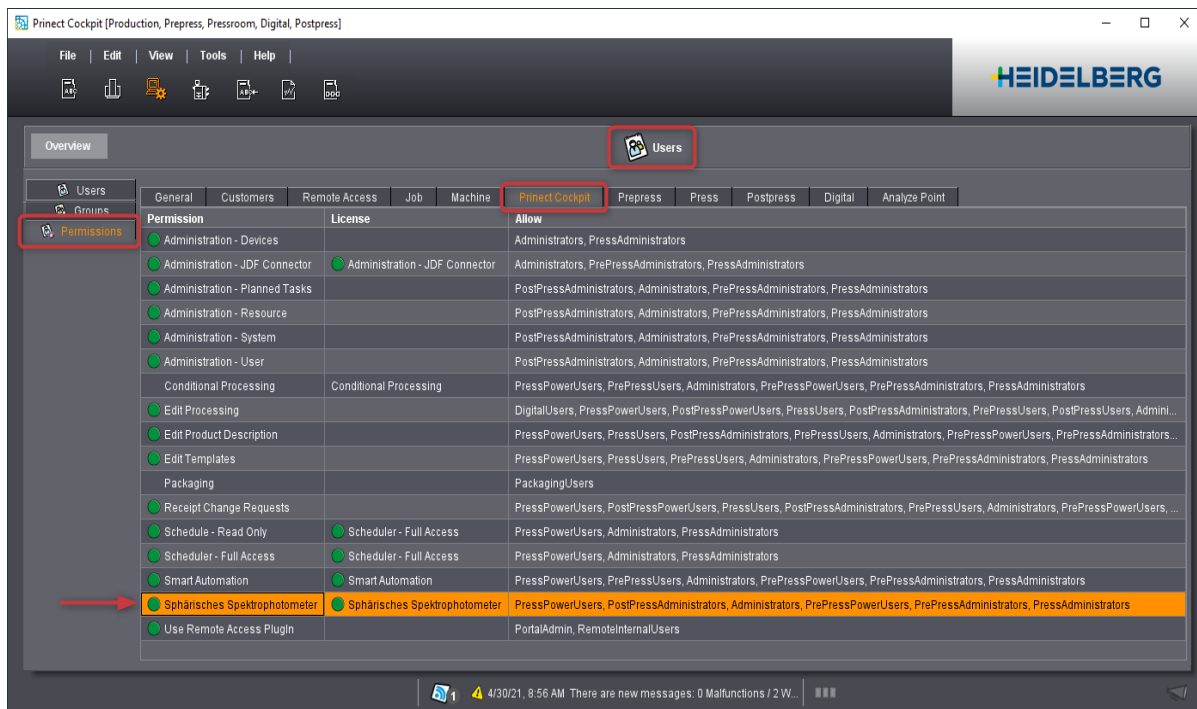 Prinect Cockpit [Production, Prepress, Pressroom, Digital, Postpress]
File | Edit | View | Tools | Help |
HEIDELBERG
Overview
Users
Users
Groups
Permissions
General Customers Remote Access Job Machine Prinect Cockpit Prepress Press Postpress Digital Analyze Point
Permission License Allow
Administration - Devices Administrators, PressAdministrators
Administration - JDF Connector Administration - JDF Connector Administrators, PrePressAdministrators, PressAdministrators
Administration - Planned Tasks PostPressAdministrators, Administrators, PrePressAdministrators, PressAdministrators
Administration - Resource PostPressAdministrators, Administrators, PrePressAdministrators, PressAdministrators
Administration - System PostPressAdministrators, Administrators, PrePressAdministrators, PressAdministrators
Administration - User PostPressAdministrators, Administrators, PrePressAdministrators, PressAdministrators
Conditional Processing Conditional Processing PressPowerUsers, PrePressUsers, Administrators, PrePressPowerUsers, PrePressAdministrators, PressAdministrators
Edit Processing DigitalUsers, PressPowerUsers, PostPressPowerUsers, PressUsers, PostPressAdministrators, PrePressUsers, PostPressUsers, Admini...
Edit Product Description PressPowerUsers, PressUsers, PostPressAdministrators, PrePressUsers, Administrators, PrePressPowerUsers, PrePressAdministrators...
Edit Templates PressPowerUsers, PressUsers, PrePressUsers, Administrators, PrePressPowerUsers, PrePressAdministrators, PressAdministrators
Packaging PackagingUsers
Receipt Change Requests PressPowerUsers, PostPressPowerUsers, PressUsers, PostPressAdministrators, PrePressUsers, Administrators, PrePressPowerUsers, ...
Schedule - Read Only Scheduler - Full Access PressPowerUsers, Administrators, PressAdministrators
Scheduler - Full Access Scheduler - Full Access PressPowerUsers, Administrators, PressAdministrators
Smart Automation Smart Automation PressPowerUsers, PrePressUsers, Administrators, PrePressPowerUsers, PrePressAdministrators, PressAdministrators
Sphärisches Spektrophotometer Sphärisches Spektrophotometer PressPowerUsers, PostPressAdministrators, Administrators, PrePressPowerUsers, PrePressAdministrators, PressAdministrators
Use Remote Access PlugIn PortalAdmin, RemoteInternalUsers
1 4/30/21, 8:56 AM There are new messages: 0 Malfunctions / 2 W...